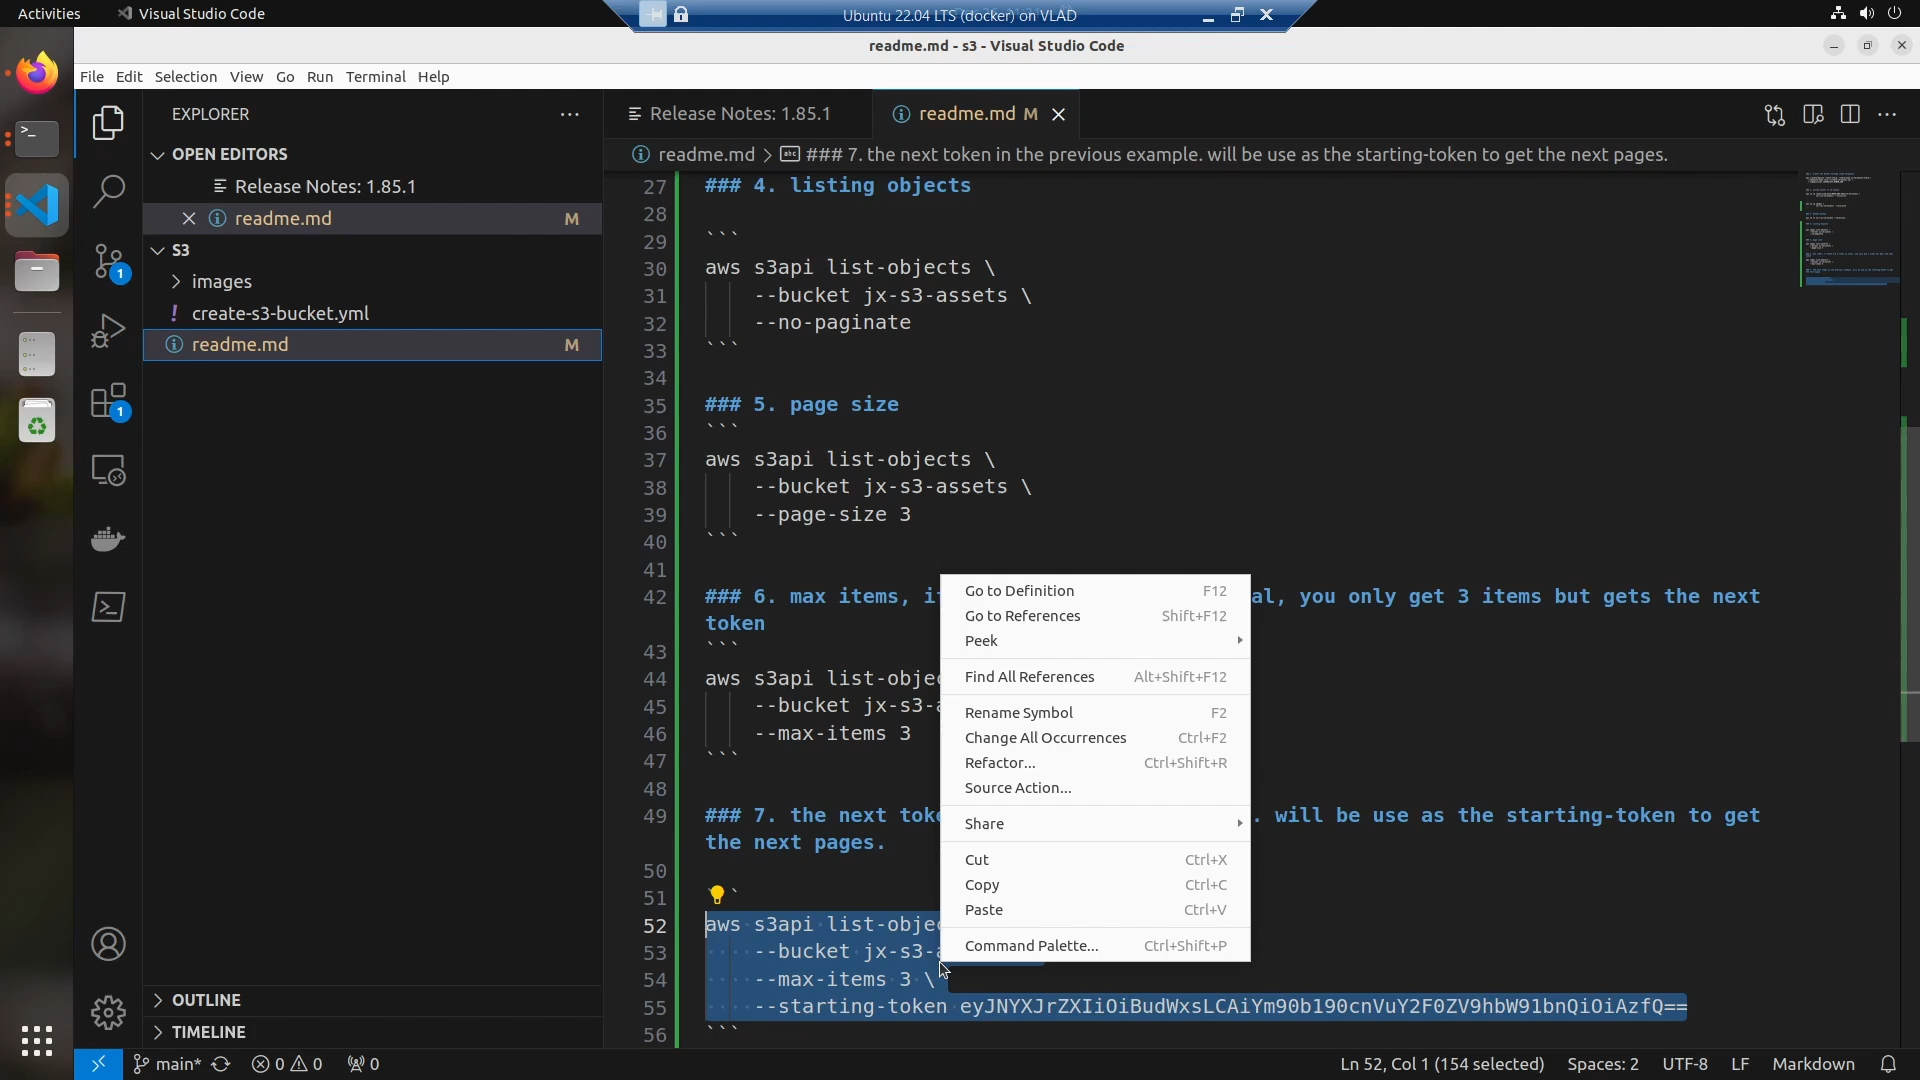 Activities
Visual Studio Code
Ubuntu 22.04 LTS (docker) on VLAD
readme.md - s3 - Visual Studio Code
File Edit Selection View Go Run Terminal Help
EXPLORER
OPEN EDITORS
Release Notes: 1.85.1
readme.md M
S3
images
! create-s3-bucket.yml
readme.md M
OUTLINE
TIMELINE
1
1
Release Notes: 1.85.1
readme.md M
readme.md > ### 7. the next token in the previous example. will be use as the starting-token to get the next pages.
27 ### 4. listing objects
28
29 ```
30 aws s3api list-objects \
31 --bucket jx-s3-assets \
32 --no-paginate
33 ```
34
35 ### 5. page size
36 ```
37 aws s3api list-objects \
38 --bucket jx-s3-assets \
39 --page-size 3
40 ```
41
42 ### 6. max items, i al, you only get 3 items but gets the next
token
43 ```
44 aws s3api list-objec
45 --bucket jx-s3-a
46 --max-items 3
47 ```
48
49 ### 7. the next toke . will be use as the starting-token to get
the next pages.
50
51 `
52 aws s3api list-objec
53 --bucket jx-s3-a
54 --max-items 3 \
55 --starting-token eyJNYXJrZXIiOiBudWxsLCAiYm90b190cnVuY2F0ZV9hbW91bnQiOiAzfQ==
56 ```
Go to Definition F12
Go to References Shift+F12
Peek
Find All References Alt+Shift+F12
Rename Symbol F2
Change All Occurrences Ctrl+F2
Refactor... Ctrl+Shift+R
Source Action...
Share
Cut Ctrl+X
Copy Ctrl+C
Paste Ctrl+V
Command Palette... Ctrl+Shift+P
main* 0 0 0
Ln 52, Col 1 (154 selected) Spaces: 2 UTF-8 LF Markdown